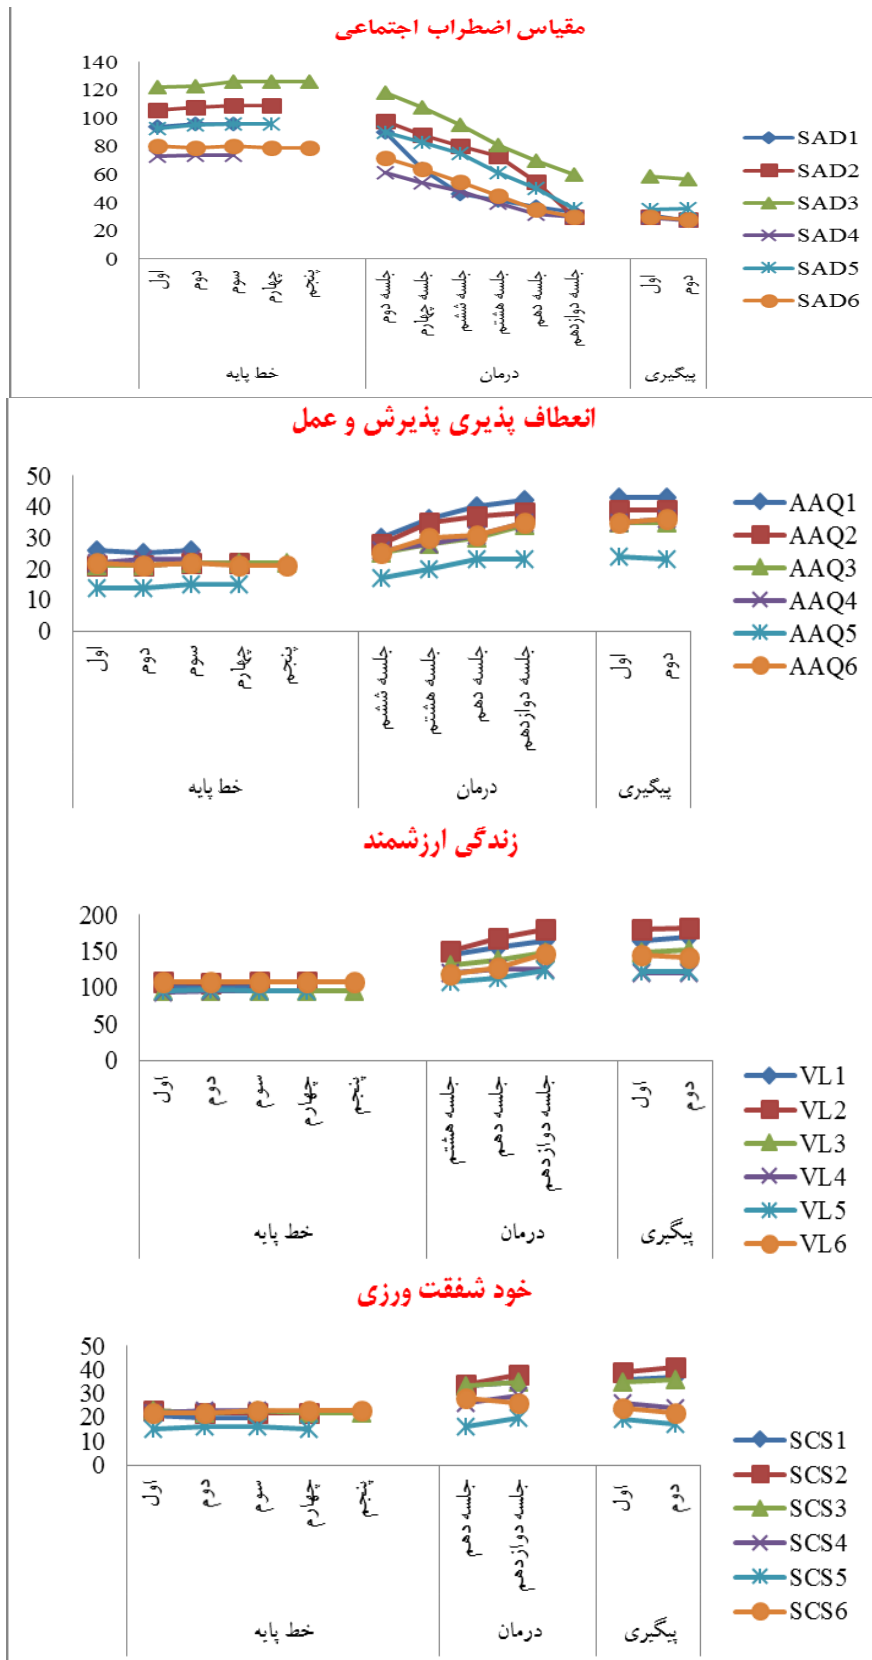 مقیاس اضطراب اجتماعی
140
120
100
80
60
40
20
0
اول
دوم
سوم
چهارم
پنجم
جلسه دوم
جلسه چهارم
جلسه ششم
جلسه هشتم
جلسه دهم
جلسه دوازدهم
اول
دوم
خط پایه
درمان
پیگیری
SAD1
SAD2
SAD3
SAD4
SAD5
SAD6
انعطاف پذیری پذیرش و عمل
50
40
30
20
10
0
اول
دوم
سوم
چهارم
پنجم
جلسه ششم
جلسه هشتم
جلسه دهم
جلسه دوازدهم
اول
دوم
خط پایه
درمان
پیگیری
AAQ1
AAQ2
AAQ3
AAQ4
AAQ5
AAQ6
زندگی ارزشمند
200
150
100
50
0
اول
دوم
سوم
چهارم
پنجم
جلسه هشتم
جلسه دهم
جلسه دوازدهم
اول
دوم
خط پایه
درمان
پیگیری
VL1
VL2
VL3
VL4
VL5
VL6
خود شفقت ورزی
50
40
30
20
10
0
اول
دوم
سوم
چهارم
پنجم
جلسه دهم
جلسه دوازدهم
اول
دوم
خط پایه
درمان
پیگیری
SCS1
SCS2
SCS3
SCS4
SCS5
SCS6